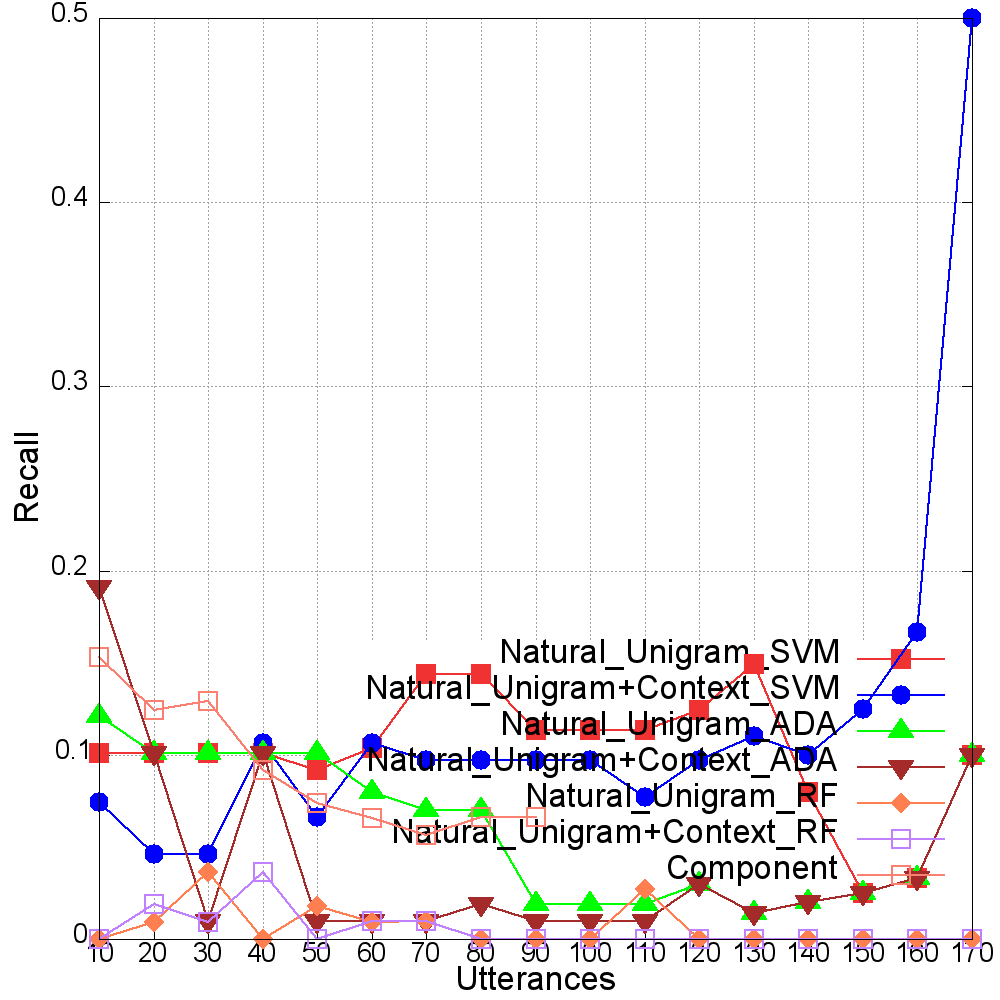 0.5
0.4
0.3
0.2
0.1
0
Recall
Natural_Unigram_SVM
Natural_Unigram+Context_SVM
Natural_Unigram_ADA
Natural_Unigram+Context_ADA
Natural_Unigram_RF
Natural_Unigram+Context_RF
Component
10 20 30 40 50 60 70 80 90 100 110 120 130 140 150 160 170
Utterances